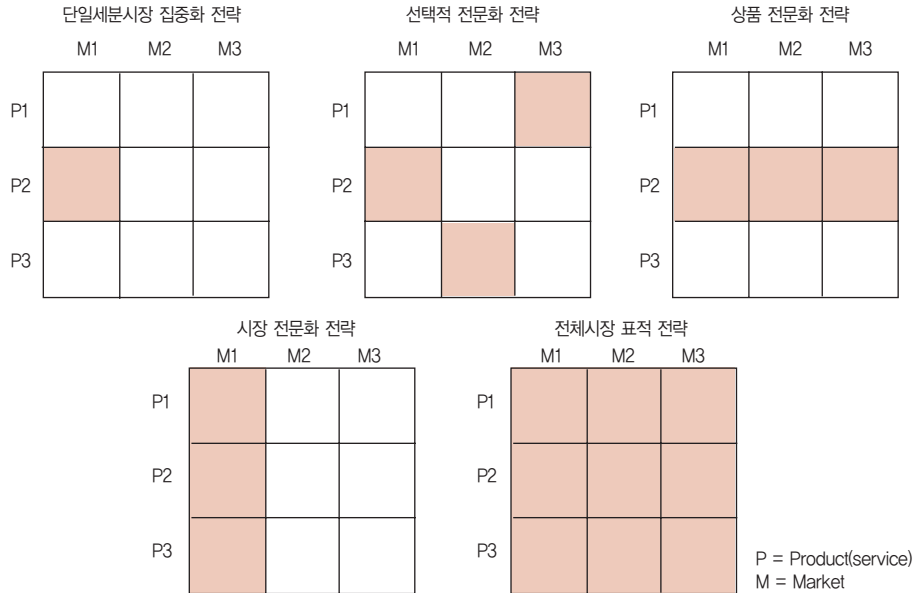 단일세분시장 집중화 전략
M1 M2 M3
P1
P2
P3
선택적 전문화 전략
M1 M2 M3
P1
P2
P3
상품 전문화 전략
M1 M2 M3
P1
P2
P3
시장 전문화 전략
M1 M2 M3
P1
P2
P3
전체시장 표적 전략
M1 M2 M3
P1
P2
P3
P = Product(service)
M = Market